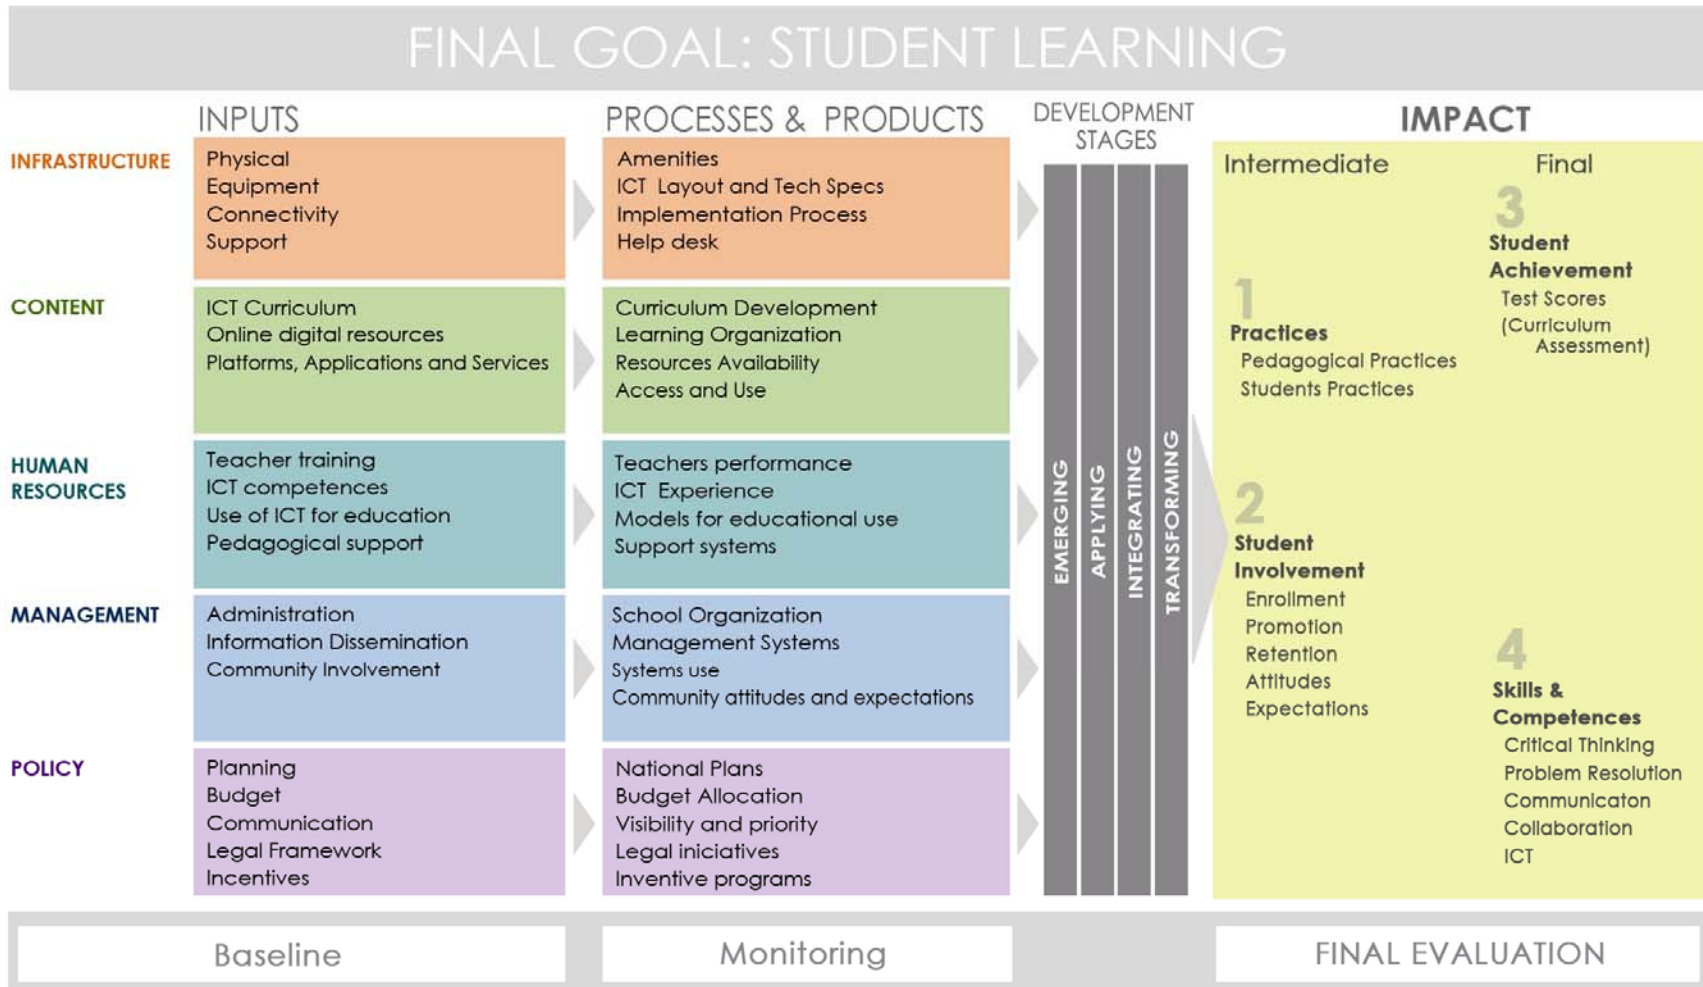 FINAL GOAL: STUDENT LEARNING
INPUTS
PROCESSES & PRODUCTS
DEVELOPMENT
STAGES
IMPACT
INFRASTRUCTURE
Physical
Equipment
Connectivity
Support
Amenities
ICT Layout and Tech Specs
Implementation Process
Help desk
CONTENT
ICT Curriculum
Online digital resources
Platforms, Applications and Services
Curriculum Development
Learning Organization
Resources Availability
Access and Use
HUMAN
RESOURCES
Teacher training
ICT competences
Use of ICT for education
Pedagogical support
Teachers performance
ICT Experience
Models for educational use
Support systems
MANAGEMENT
Administration
Information Dissemination
Community Involvement
School Organization
Management Systems
Systems use
Community attitudes and expectations
POLICY
Planning
Budget
Communication
Legal Framework
Incentives
National Plans
Budget Allocation
Visibility and priority
Legal iniciatives
Inventive programs
EMERGING
APPLYING
INTEGRATING
TRANSFORMING
Intermediate
1
Practices
Pedagogical Practices
Students Practices
2
Student
Involvement
Enrollment
Promotion
Retention
Attitudes
Expectations
Final
3
Student
Achievement
Test Scores
(Curriculum
Assessment)
4
Skills &
Competences
Critical Thinking
Problem Resolution
Communicaton
Collaboration
ICT
Baseline
Monitoring
FINAL EVALUATION